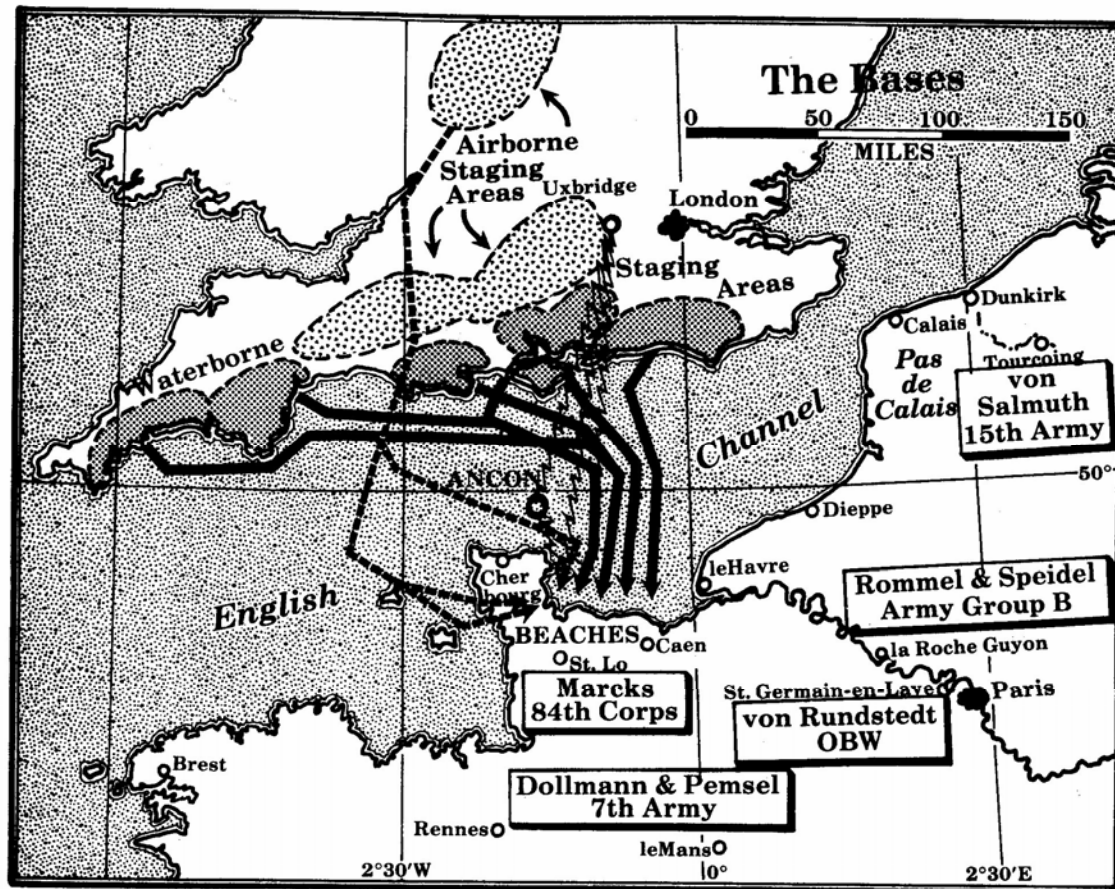 The Bases
0 50 100 150
MILES
Airborne
Staging
Areas
Uxbridge
London
Staging
Areas
Waterborne
Dunkirk
Calais
Tourcoing
Pas
de
Calais
von
Salmuth
15th Army
Channel
ANCON
50°
Dieppe
Cher
bourg
leHavre
English
Rommel & Speidel
Army Group B
BEACHES
Caen
la Roche Guyon
St. Lo
Marcks
84th Corps
St. Germain-en-Laye
Paris
von Rundstedt
OBW
Brest
Dollmann & Pemsel
7th Army
Rennes
leMans
2°30′W
0°
2°30′E